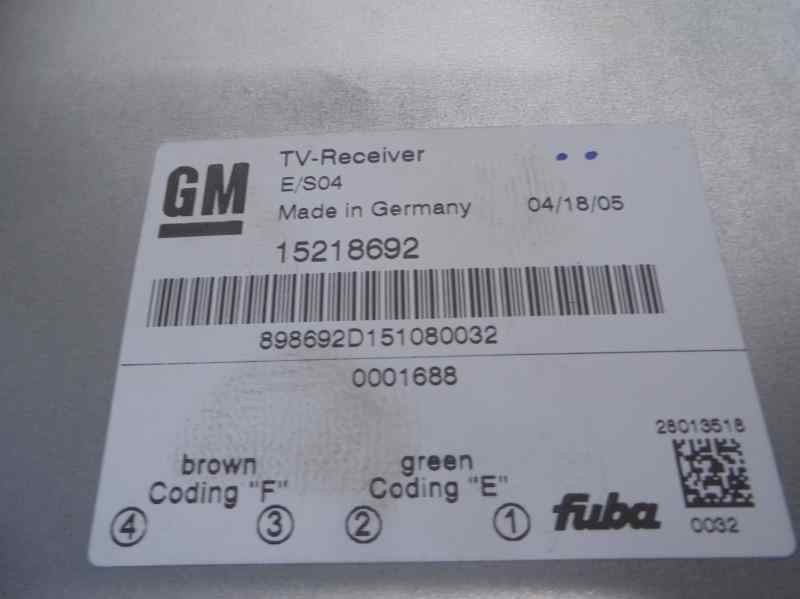 GM
TV-Receiver
E/S04
Made in Germany 04/18/05
15218692
898692D151080032
0001688
28013518
brown green
Coding "F" Coding "E"
4 3 2 1 fuba 0032